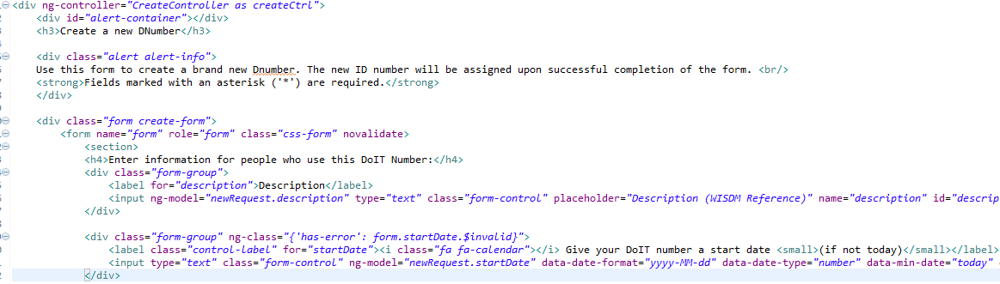 <div ng-controller="CreateController as createCtrl">
<div id="alert-container"></div>
<h3>Create a new DNumber</h3>
<div class="alert alert-info">
Use this form to create a brand new Dnumber. The new ID number will be assigned upon successful completion of the form. <br/>
<strong>Fields marked with an asterisk ('*') are required.</strong>
</div>
<div class="form create-form">
<form name="form" role="form" class="css-form" novalidate>
<section>
<h4>Enter information for people who use this DoIT Number:</h4>
<div class="form-group">
<label for="description">Description</label>
<input ng-model="newRequest.description" type="text" class="form-control" placeholder="Description (WISDM Reference)" name="description" id="descrip
</div>
<div class="form-group" ng-class="{'has-error': form.startDate.$invalid}">
<label class="control-label" for="startDate"><i class="fa fa-calendar"></i> Give your DoIT number a start date <small>(if not today)</small></label>
<input type="text" class="form-control" ng-model="newRequest.startDate" data-date-format="yyyy-MM-dd" data-date-type="number" data-min-date="today"
</div>